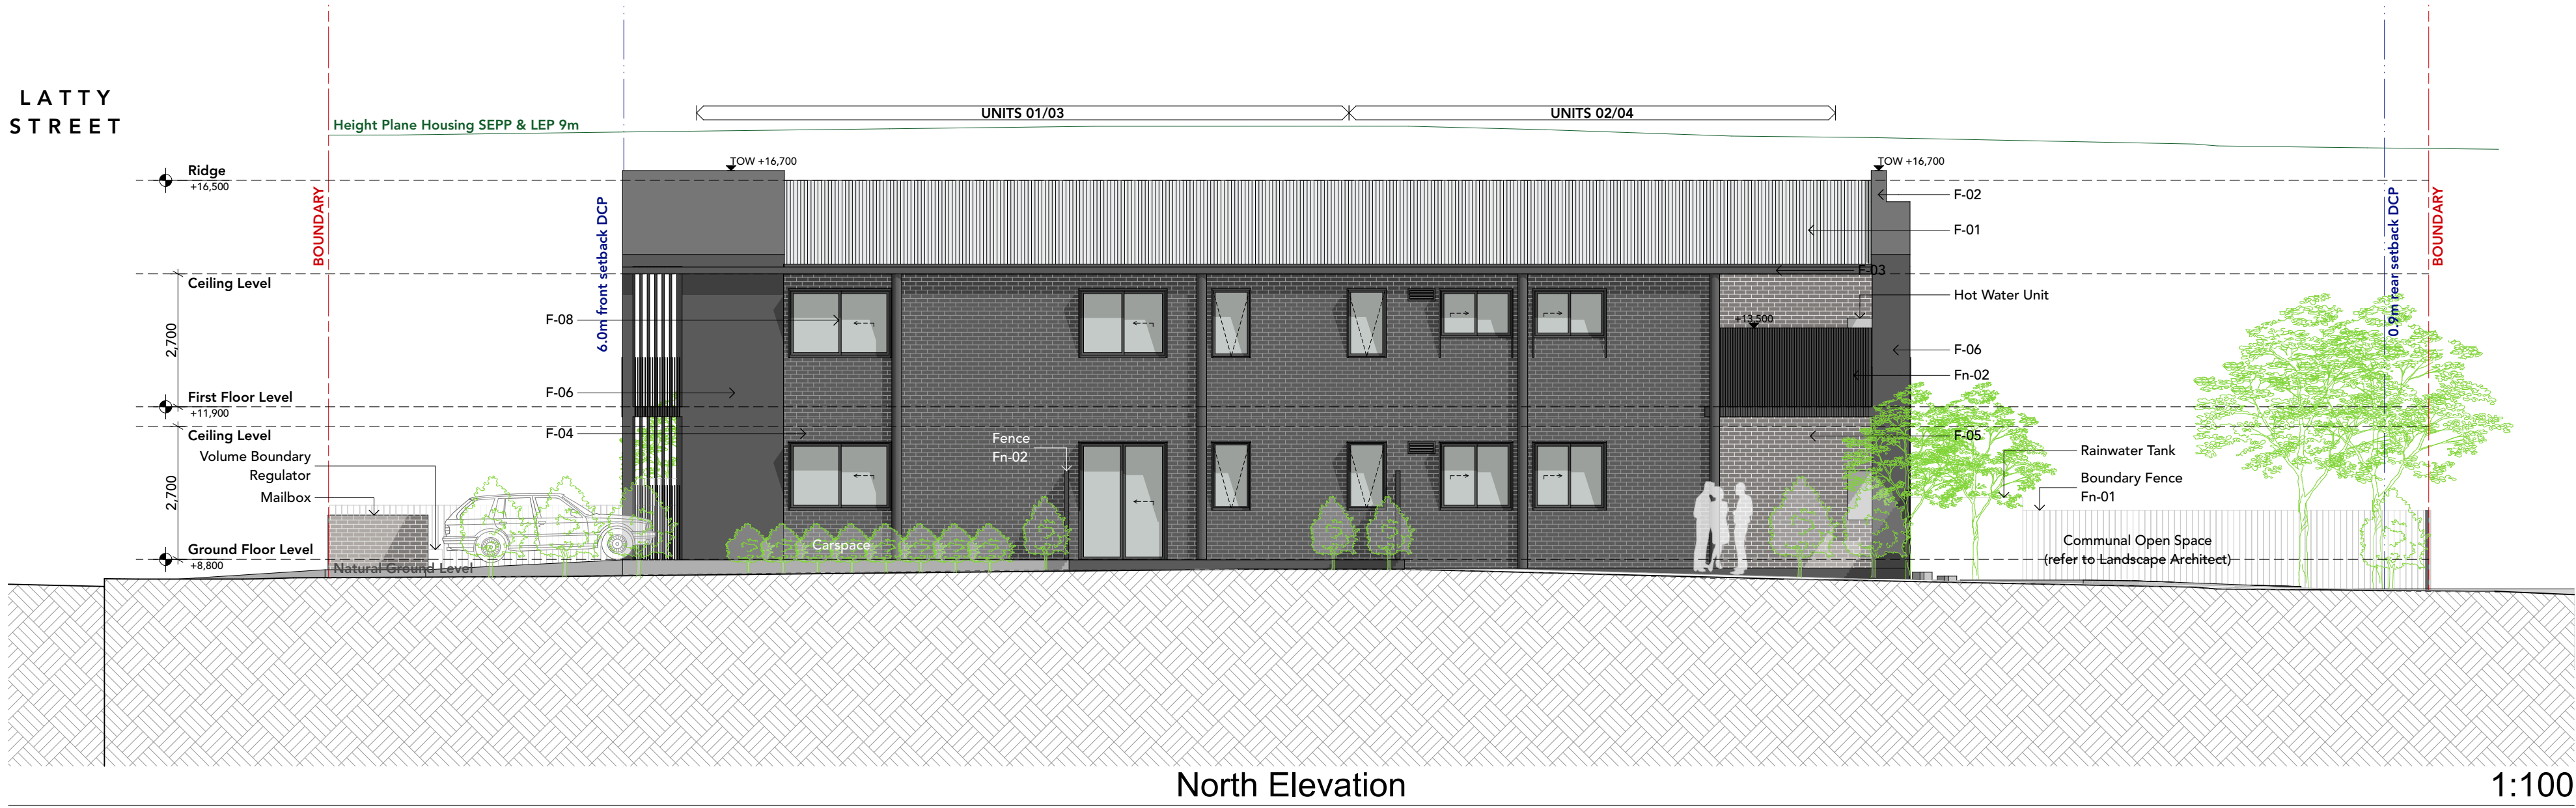 LATTY
STREET
Height Plane Housing SEPP & LEP 9m
UNITS 01/03
UNITS 02/04
TOW +16,700
TOW +16,700
Ridge
+16,500
BOUNDARY
6.0m front setback DCP
0.9m rear setback DCP
BOUNDARY
F-02
F-01
F-03
Ceiling Level
Hot Water Unit
F-08
+13,500
2,700
F-06
Fn-02
F-06
First Floor Level
+11,900
F-04
Ceiling Level
F-05
Fence
Fn-02
Volume Boundary
Regulator
Mailbox
2,700
Rainwater Tank
Boundary Fence
Fn-01
Carspace
Communal Open Space
(refer to Landscape Architect)
Ground Floor Level
+8,800
Natural Ground Level
North Elevation
1:100